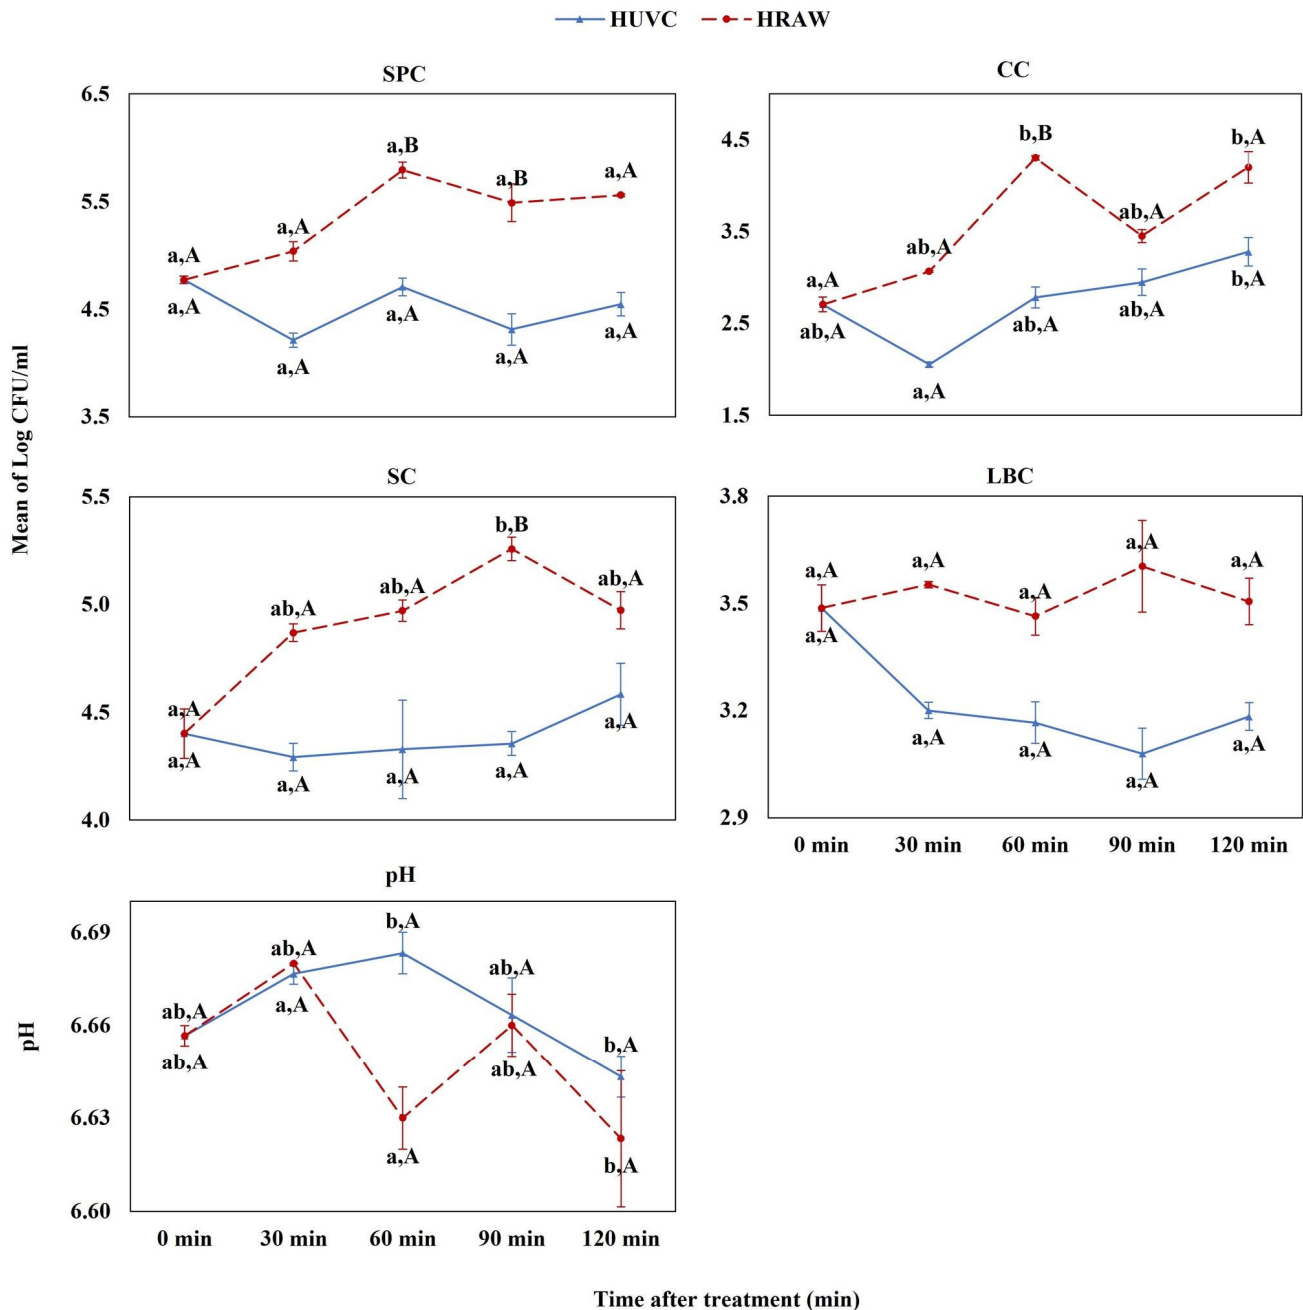 HUVC HRAW
SPC
6.5
5.5
4.5
3.5
a,A
a,A
a,B
a,B
a,A
a,A
a,A
a,A
a,A
a,A
CC
4.5
3.5
2.5
1.5
a,A
ab,A
b,B
ab,A
b,A
ab,A
a,A
ab,A
ab,A
b,A
Mean of Log CFU/ml
SC
5.5
5.0
4.5
4.0
a,A
ab,A
ab,A
b,B
ab,A
a,A
a,A
a,A
a,A
a,A
LBC
3.8
3.5
3.2
2.9
a,A
a,A
a,A
a,A
a,A
a,A
a,A
a,A
a,A
a,A
0 min 30 min 60 min 90 min 120 min
pH
pH
6.69
6.66
6.63
6.60
ab,A
ab,A
b,A
ab,A
b,A
ab,A
a,A
a,A
ab,A
b,A
0 min 30 min 60 min 90 min 120 min
Time after treatment (min)